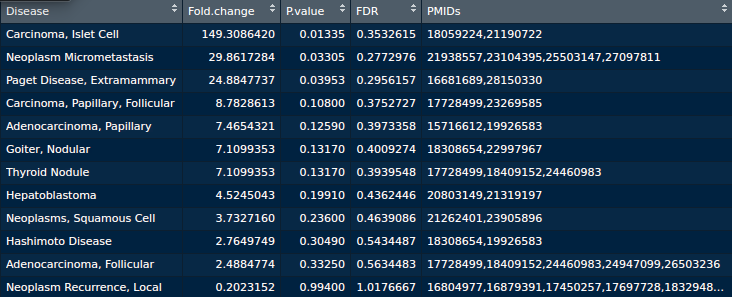 Disease Fold.change P.value FDR PMIDs
Carcinoma, Islet Cell 149.3086420 0.01335 0.3532615 18059224,21190722
Neoplasm Micrometastasis 29.8617284 0.03305 0.2772976 21938557,23104395,25503147,27097811
Paget Disease, Extramammary 24.8847737 0.03953 0.2956157 16681689,28150330
Carcinoma, Papillary, Follicular 8.7828613 0.10800 0.3752727 17728499,23269585
Adenocarcinoma, Papillary 7.4654321 0.12590 0.3973358 15716612,19926583
Goiter, Nodular 7.1099353 0.13170 0.4009274 18308654,22997967
Thyroid Nodule 7.1099353 0.13170 0.3939548 17728499,18409152,24460983
Hepatoblastoma 4.5245043 0.19910 0.4362446 20803149,21319197
Neoplasms, Squamous Cell 3.7327160 0.23600 0.4639086 21262401,23905896
Hashimoto Disease 2.7649749 0.30490 0.5434487 18308654,19926583
Adenocarcinoma, Follicular 2.4884774 0.33250 0.5634483 17728499,18409152,24460983,24947099,26503236
Neoplasm Recurrence, Local 0.2023152 0.99400 1.0176667 16804977,16879391,17450257,17697728,1832948...